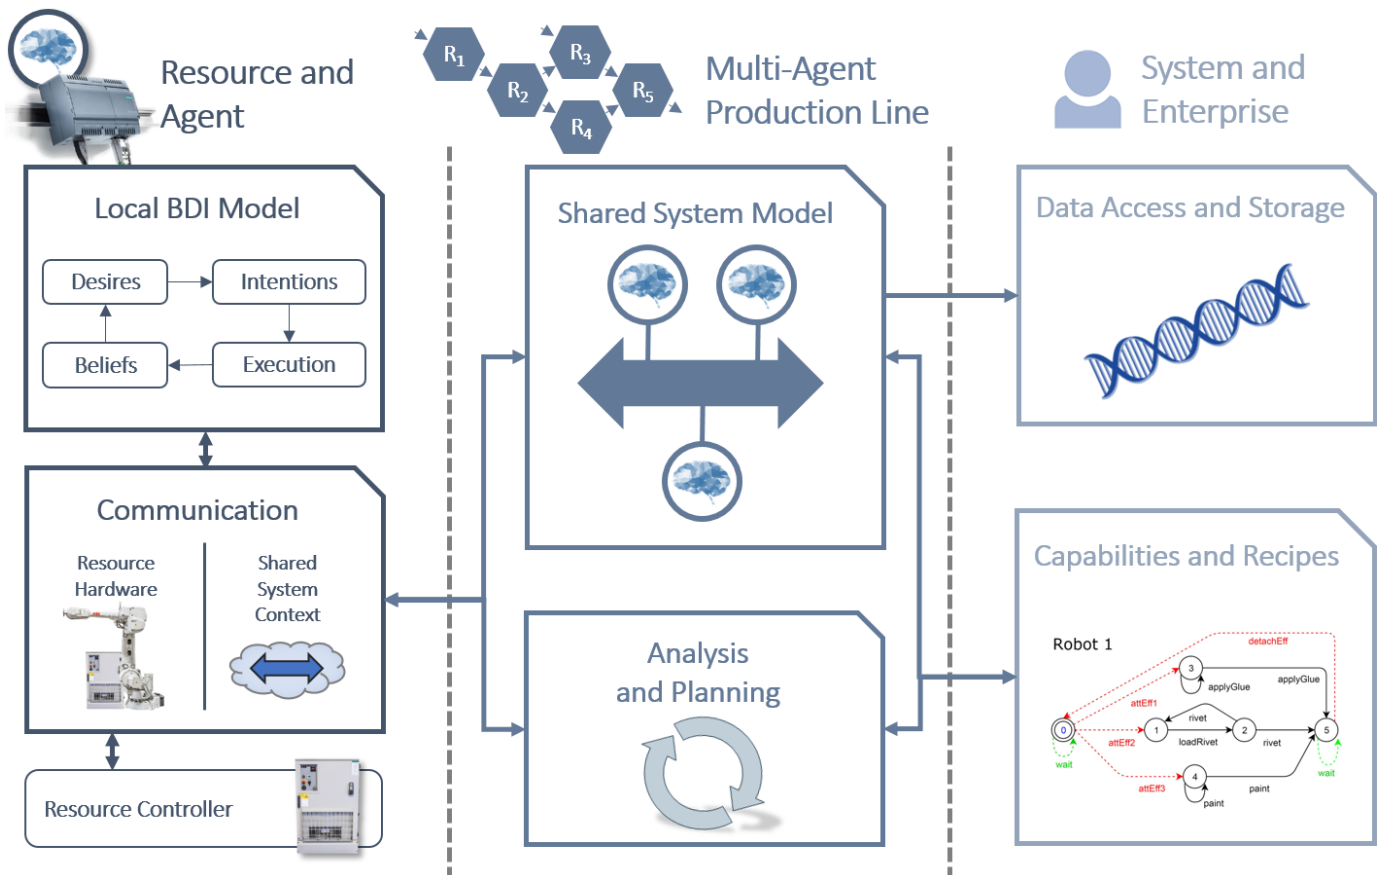 Resource and
Agent
R1
R2
R3
R4
R5
Multi-Agent
Production Line
System and
Enterprise
Local BDI Model
Desires
Intentions
Beliefs
Execution
Communication
Resource
Hardware
Shared
System
Context
Resource Controller
Shared System Model
Analysis
and Planning
Data Access and Storage
Capabilities and Recipes
Robot 1
detachEff
3
applyGlue
applyGlue
attEff1
rivet
0
1
2
5
attEff2
loadRivet
rivet
wait
wait
4
attEff3
paint
paint